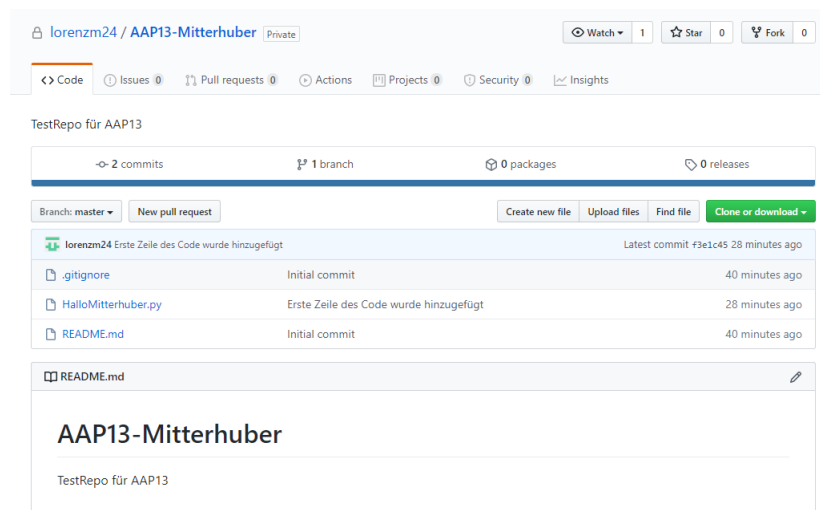 lorenzm24 / AAP13-Mitterhuber Private Watch 1 Star 0 Fork 0
Code Issues 0 Pull requests 0 Actions Projects 0 Security 0 Insights
TestRepo für AAP13
2 commits 1 branch 0 packages 0 releases
Branch: master New pull request Create new file Upload files Find file Clone or download
lorenzm24 Erste Zeile des Code wurde hinzugefügt Latest commit f3e1c45 28 minutes ago
.gitignore Initial commit 40 minutes ago
HalloMitterhuber.py Erste Zeile des Code wurde hinzugefügt 28 minutes ago
README.md Initial commit 40 minutes ago
README.md
AAP13-Mitterhuber
TestRepo für AAP13